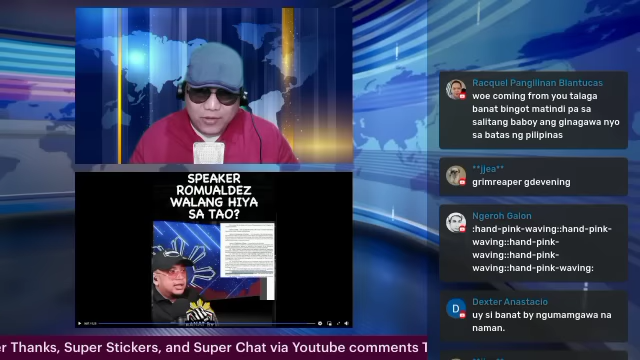 SPEAKER
ROMUALDEZ
WALANG HIYA
SA TAO?
Racquel Pangilinan Blantucas
woe coming from you talaga
banat bingot matindi pa sa
salitang baboy ang ginagawa nyo
sa batas ng pilipinas
**jjea**
grimreaper gdevening
Ngeroh Galon
:hand-pink-waving::hand-pink-
waving::hand-pink-
waving::hand-pink-
waving::hand-pink-waving:
D
Dexter Anastacio
uy si banat by ngumamgawa na
naman.
er Thanks, Super Stickers, and Super Chat via Youtube comments T